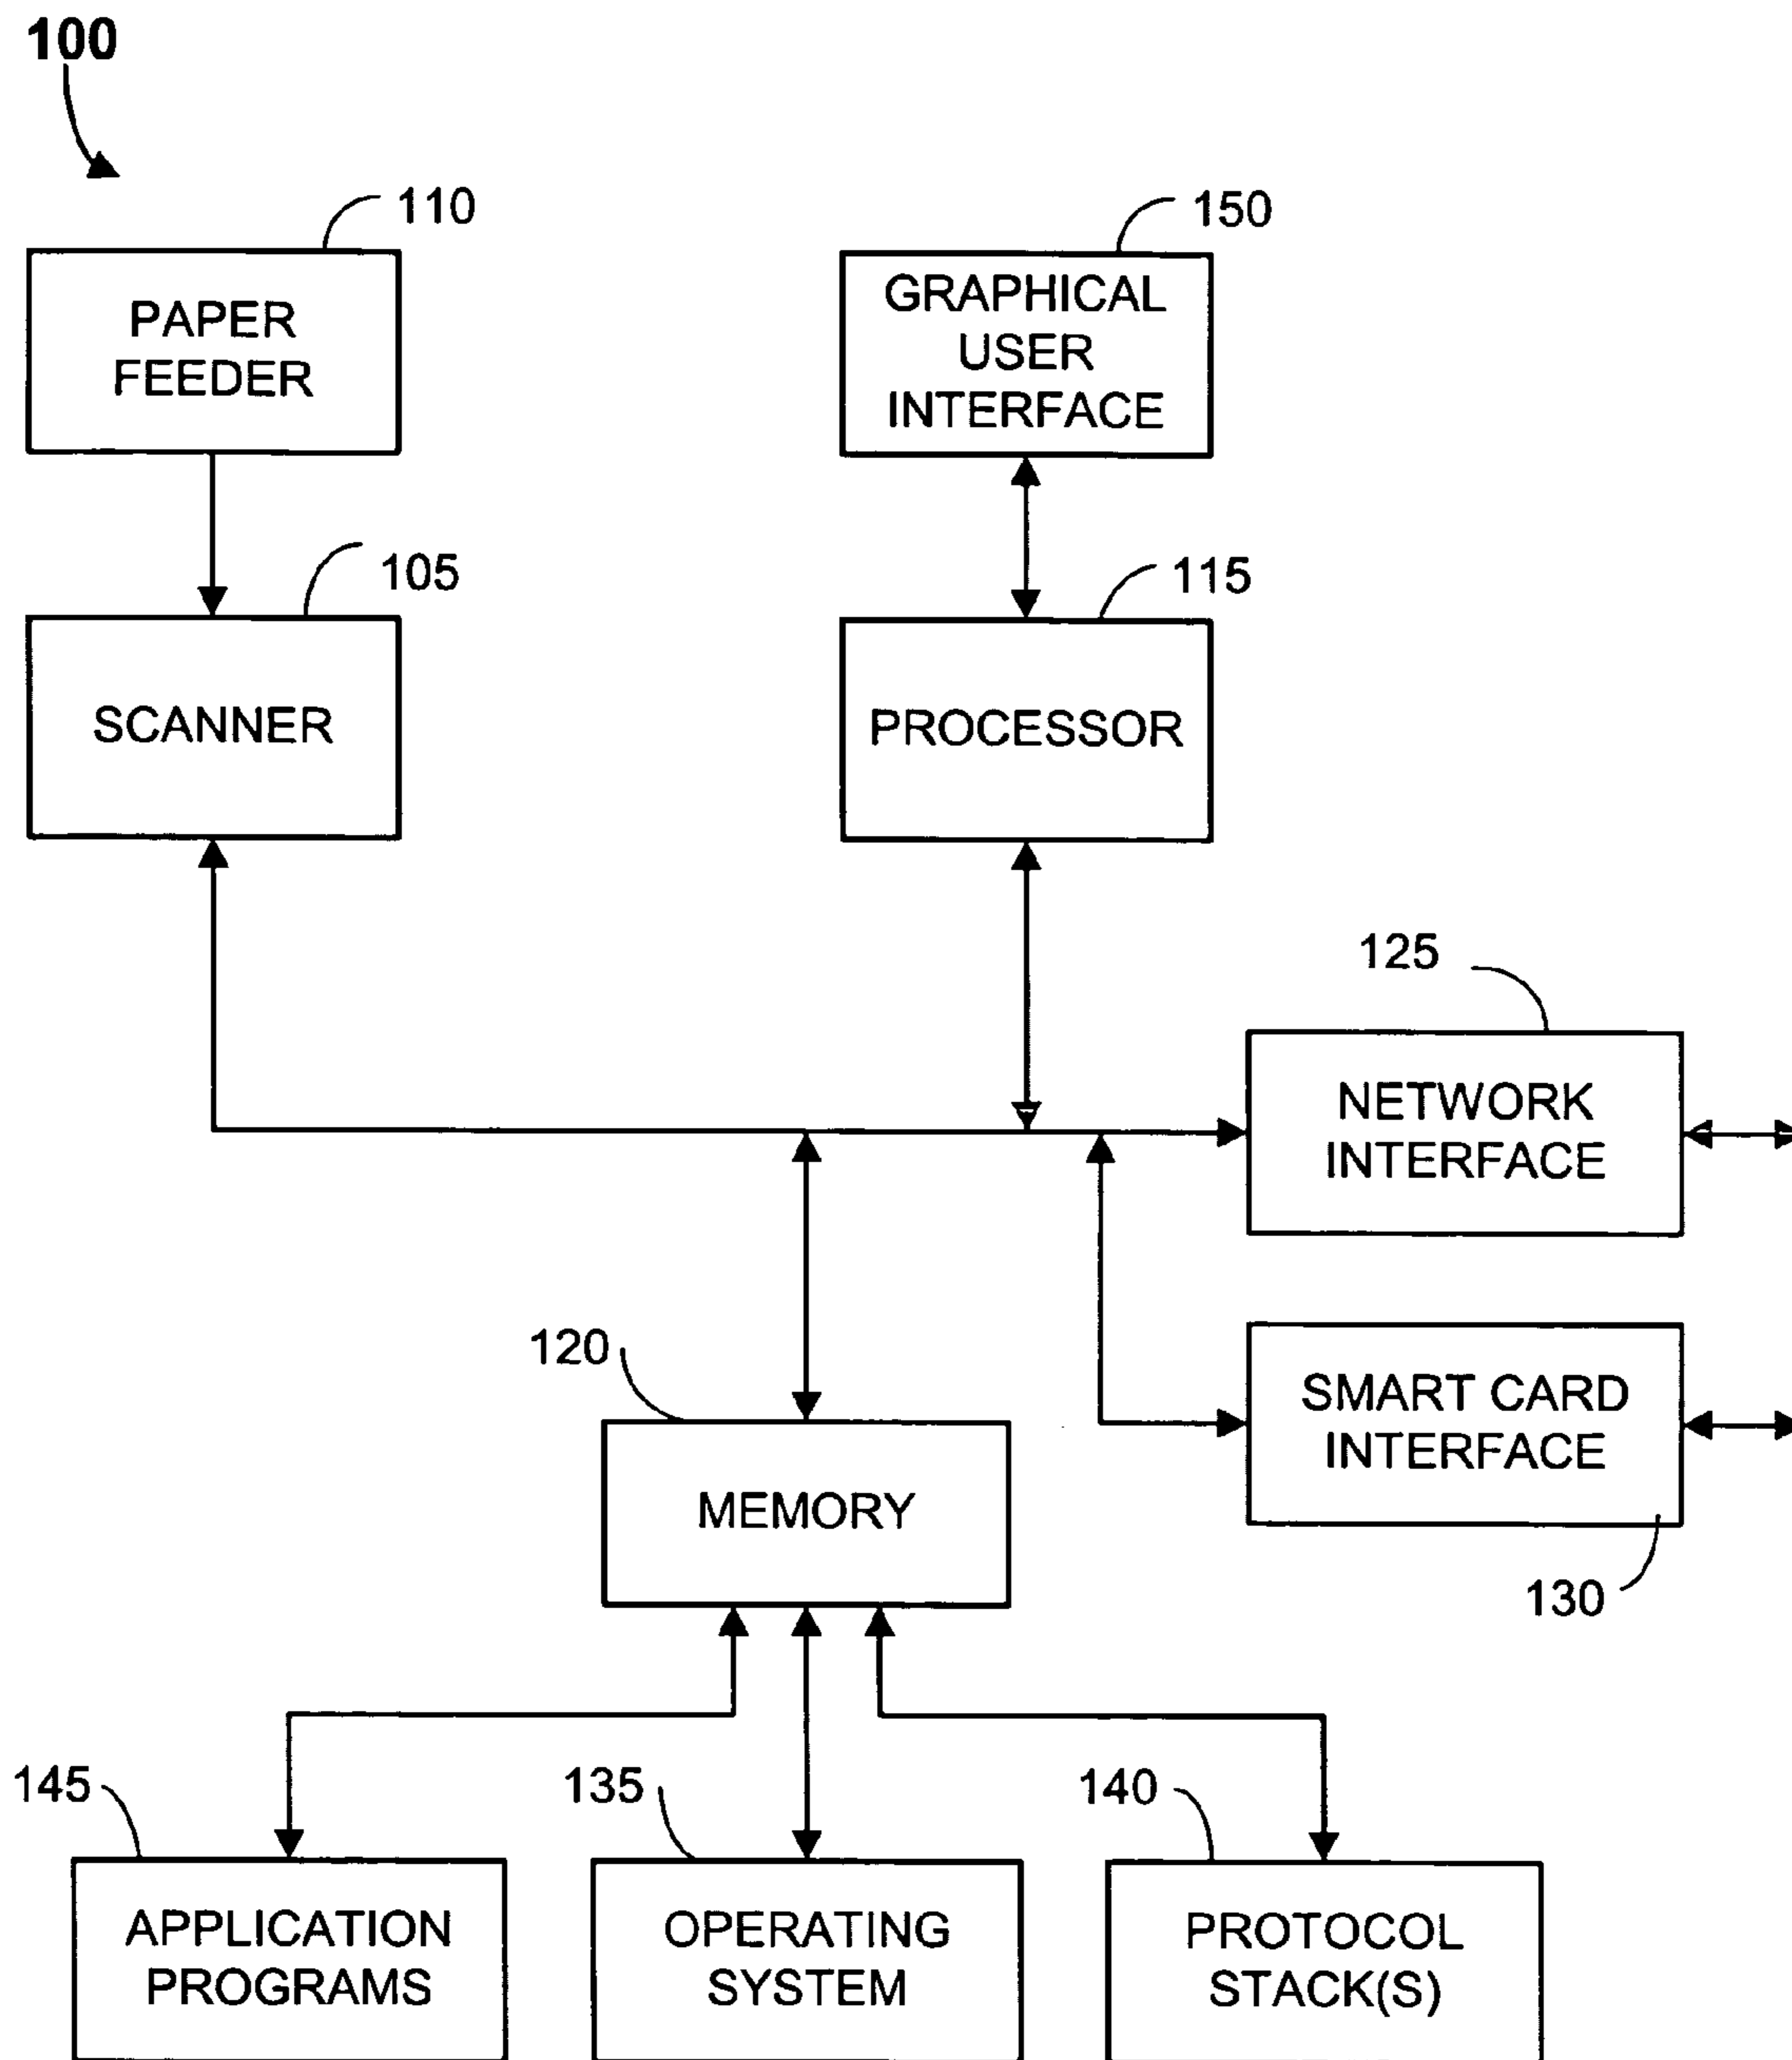 100
110
150
PAPER
FEEDER
GRAPHICAL
USER
INTERFACE
105
115
SCANNER
PROCESSOR
125
NETWORK
INTERFACE
120
SMART CARD
INTERFACE
MEMORY
130
145
135
140
APPLICATION
PROGRAMS
OPERATING
SYSTEM
PROTOCOL
STACK(S)